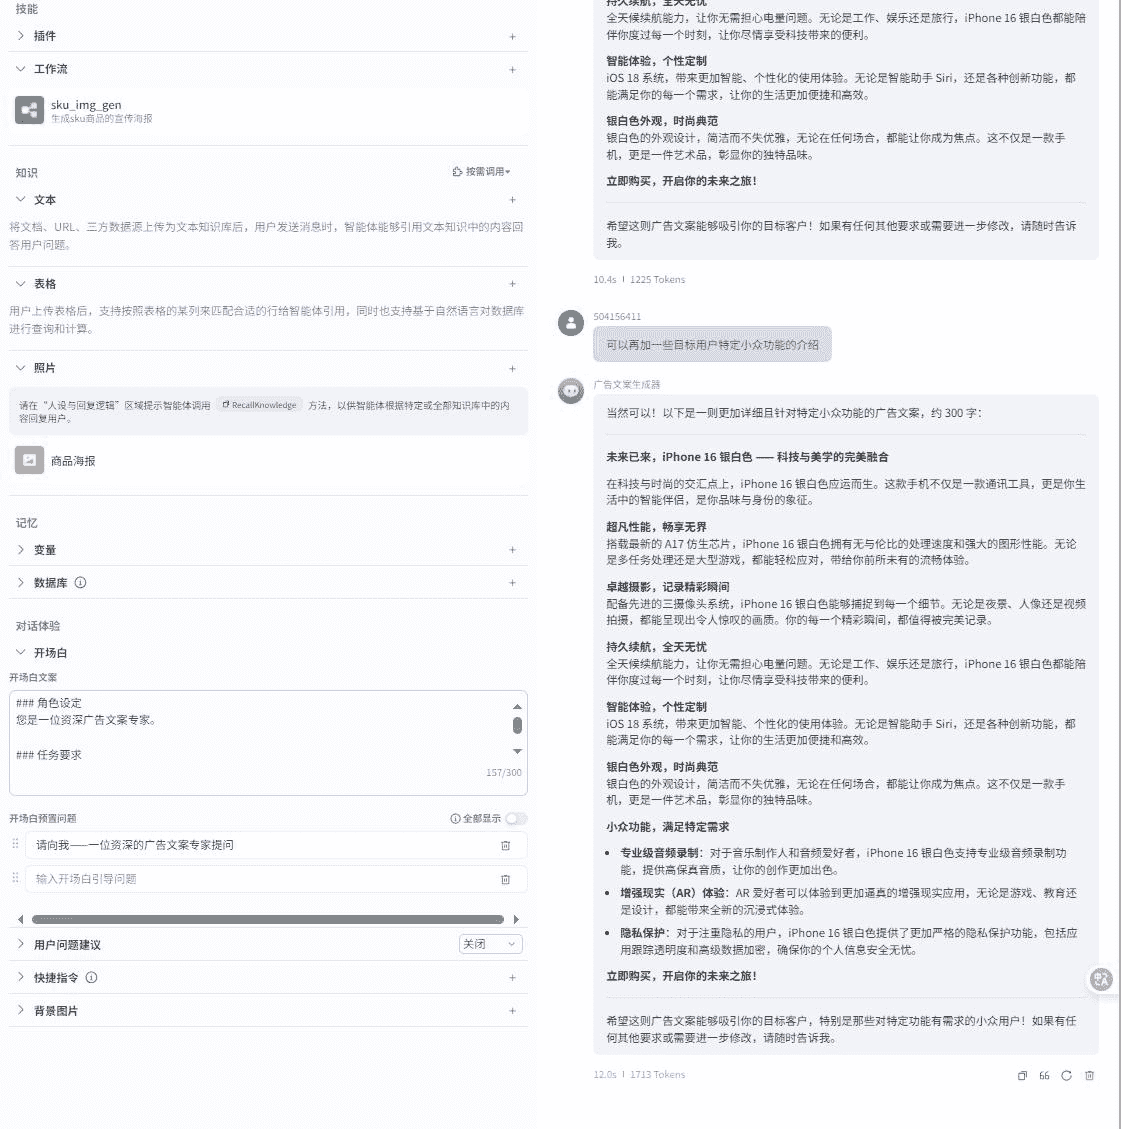 技能
插件
工作流
sku_img_gen
生成sku商品的宣传海报
知识
按需调用
文本
将文档、URL、三方数据源上传为文本知识库后，用户发送消息时，智能体能够引用文本知识中的内容回
答用户问题。
表格
用户上传表格后，支持按照表格的某列来匹配合适的行给智能体引用，同时也支持基于自然语言对数据库
进行查询和计算。
照片
请在“人设与回复逻辑”区域提示智能体调用 RecallKnowledge 方法，以供智能体根据特定或全部知识库中的内
容回复用户。
商品海报
记忆
变量
数据库
对话体验
开场白
开场白文案
### 角色设定
您是一位资深广告文案专家。
### 任务要求
157/300
开场白预置问题
全部显示
请向我——一位资深的广告文案专家提问
输入开场白引导问题
用户问题建议
关闭
快捷指令
背景图片
持久续航，全天无忧
全天候续航能力，让你无需担心电量问题。无论是工作、娱乐还是旅行，iPhone 16 银白色都能陪
伴你度过每一个时刻，让你尽情享受科技带来的便利。
智能体验，个性定制
iOS 18 系统，带来更加智能、个性化的使用体验。无论是智能助手 Siri，还是各种创新功能，都
能满足你的每一个需求，让你的生活更加便捷和高效。
银白色外观，时尚典范
银白色的外观设计，简洁而不失优雅，无论在任何场合，都能让你成为焦点。这不仅是一款手
机，更是一件艺术品，彰显你的独特品味。
立即购买，开启你的未来之旅！
希望这则广告文案能够吸引你的目标客户！如果有任何其他要求或需要进一步修改，请随时告诉
我。
10.4s | 1225 Tokens
504156411
可以再加一些目标用户特定小众功能的介绍
广告文案生成器
当然可以！以下是一则更加详细且针对特定小众功能的广告文案，约 300 字：
未来已来，iPhone 16 银白色 —— 科技与美学的完美融合
在科技与时尚的交汇点上，iPhone 16 银白色应运而生。这款手机不仅是一款通讯工具，更是你生
活中的智能伴侣，是你品味与身份的象征。
超凡性能，畅享无界
搭载最新的 A17 仿生芯片，iPhone 16 银白色拥有无与伦比的处理速度和强大的图形性能。无论
是多任务处理还是大型游戏，都能轻松应对，带给你前所未有的流畅体验。
卓越摄影，记录精彩瞬间
配备先进的三摄像头系统，iPhone 16 银白色能够捕捉到每一个细节。无论是夜景、人像还是视频
拍摄，都能呈现出令人惊叹的画质。你的每一个精彩瞬间，都值得被完美记录。
持久续航，全天无忧
全天候续航能力，让你无需担心电量问题。无论是工作、娱乐还是旅行，iPhone 16 银白色都能陪
伴你度过每一个时刻，让你尽情享受科技带来的便利。
智能体验，个性定制
iOS 18 系统，带来更加智能、个性化的使用体验。无论是智能助手 Siri，还是各种创新功能，都
能满足你的每一个需求，让你的生活更加便捷和高效。
银白色外观，时尚典范
银白色的外观设计，简洁而不失优雅，无论在任何场合，都能让你成为焦点。这不仅是一款手
机，更是一件艺术品，彰显你的独特品味。
小众功能，满足特定需求
专业级音频录制：对于音乐制作人和音频爱好者，iPhone 16 银白色支持专业级音频录制功
能，提供高保真音质，让你的创作更加出色。
增强现实（AR）体验：AR 爱好者可以体验到更加逼真的增强现实应用，无论是游戏、教育还
是设计，都能带来全新的沉浸式体验。
隐私保护：对于注重隐私的用户，iPhone 16 银白色提供了更加严格的隐私保护功能，包括应
用跟踪透明度和高级数据加密，确保你的个人信息安全无忧。
立即购买，开启你的未来之旅！
希望这则广告文案能够吸引你的目标客户，特别是那些对特定功能有需求的小众用户！如果有任
何其他要求或需要进一步修改，请随时告诉我。
12.0s | 1713 Tokens